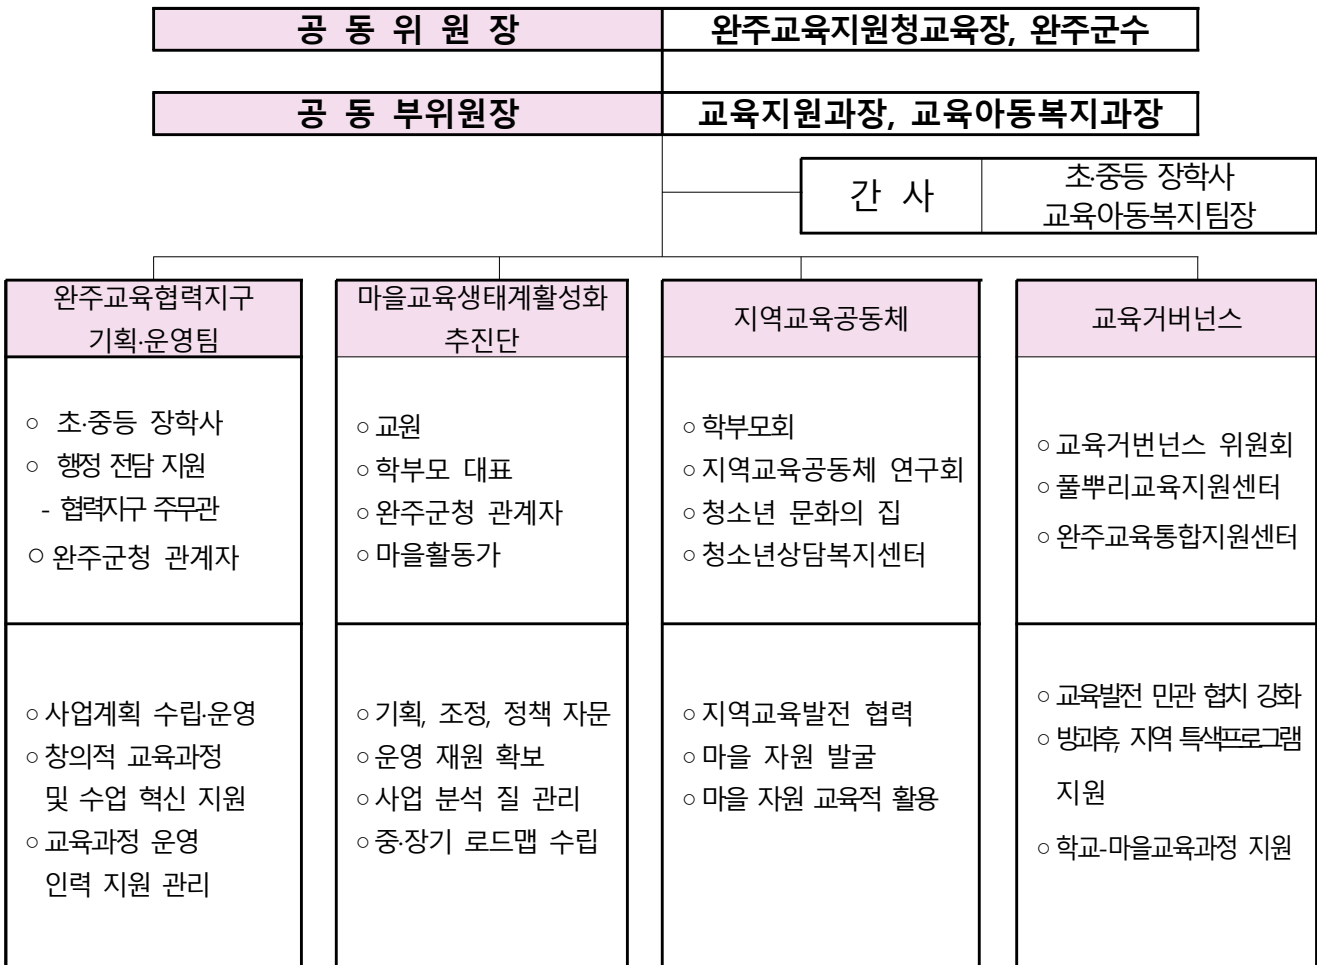 공 동 위 원 장
완주교육지원청교육장, 완주군수
공 동 부위원장
교육지원과장, 교육아동복지과장
간 사
초·중등 장학사
교육아동복지팀장
완주교육협력지구
기획·운영팀
○ 초·중등 장학사
○ 행정 전담 지원
- 협력지구 주무관
○ 완주군청 관계자
○ 사업계획 수립·운영
○ 창의적 교육과정
및 수업 혁신 지원
○ 교육과정 운영
인력 지원 관리
마을교육생태계활성화
추진단
○ 교원
○ 학부모 대표
○ 완주군청 관계자
○ 마을활동가
○ 기획, 조정, 정책 자문
○ 운영 재원 확보
○ 사업 분석 질 관리
○ 중·장기 로드맵 수립
지역교육공동체
○ 학부모회
○ 지역교육공동체 연구회
○ 청소년 문화의 집
○ 청소년상담복지센터
○ 지역교육발전 협력
○ 마을 자원 발굴
○ 마을 자원 교육적 활용
교육거버넌스
○ 교육거번넌스 위원회
○ 풀뿌리교육지원센터
○ 완주교육통합지원센터
○ 교육발전 민관 협치 강화
○ 방과후, 지역 특색프로그램
지원
○ 학교-마을교육과정 지원